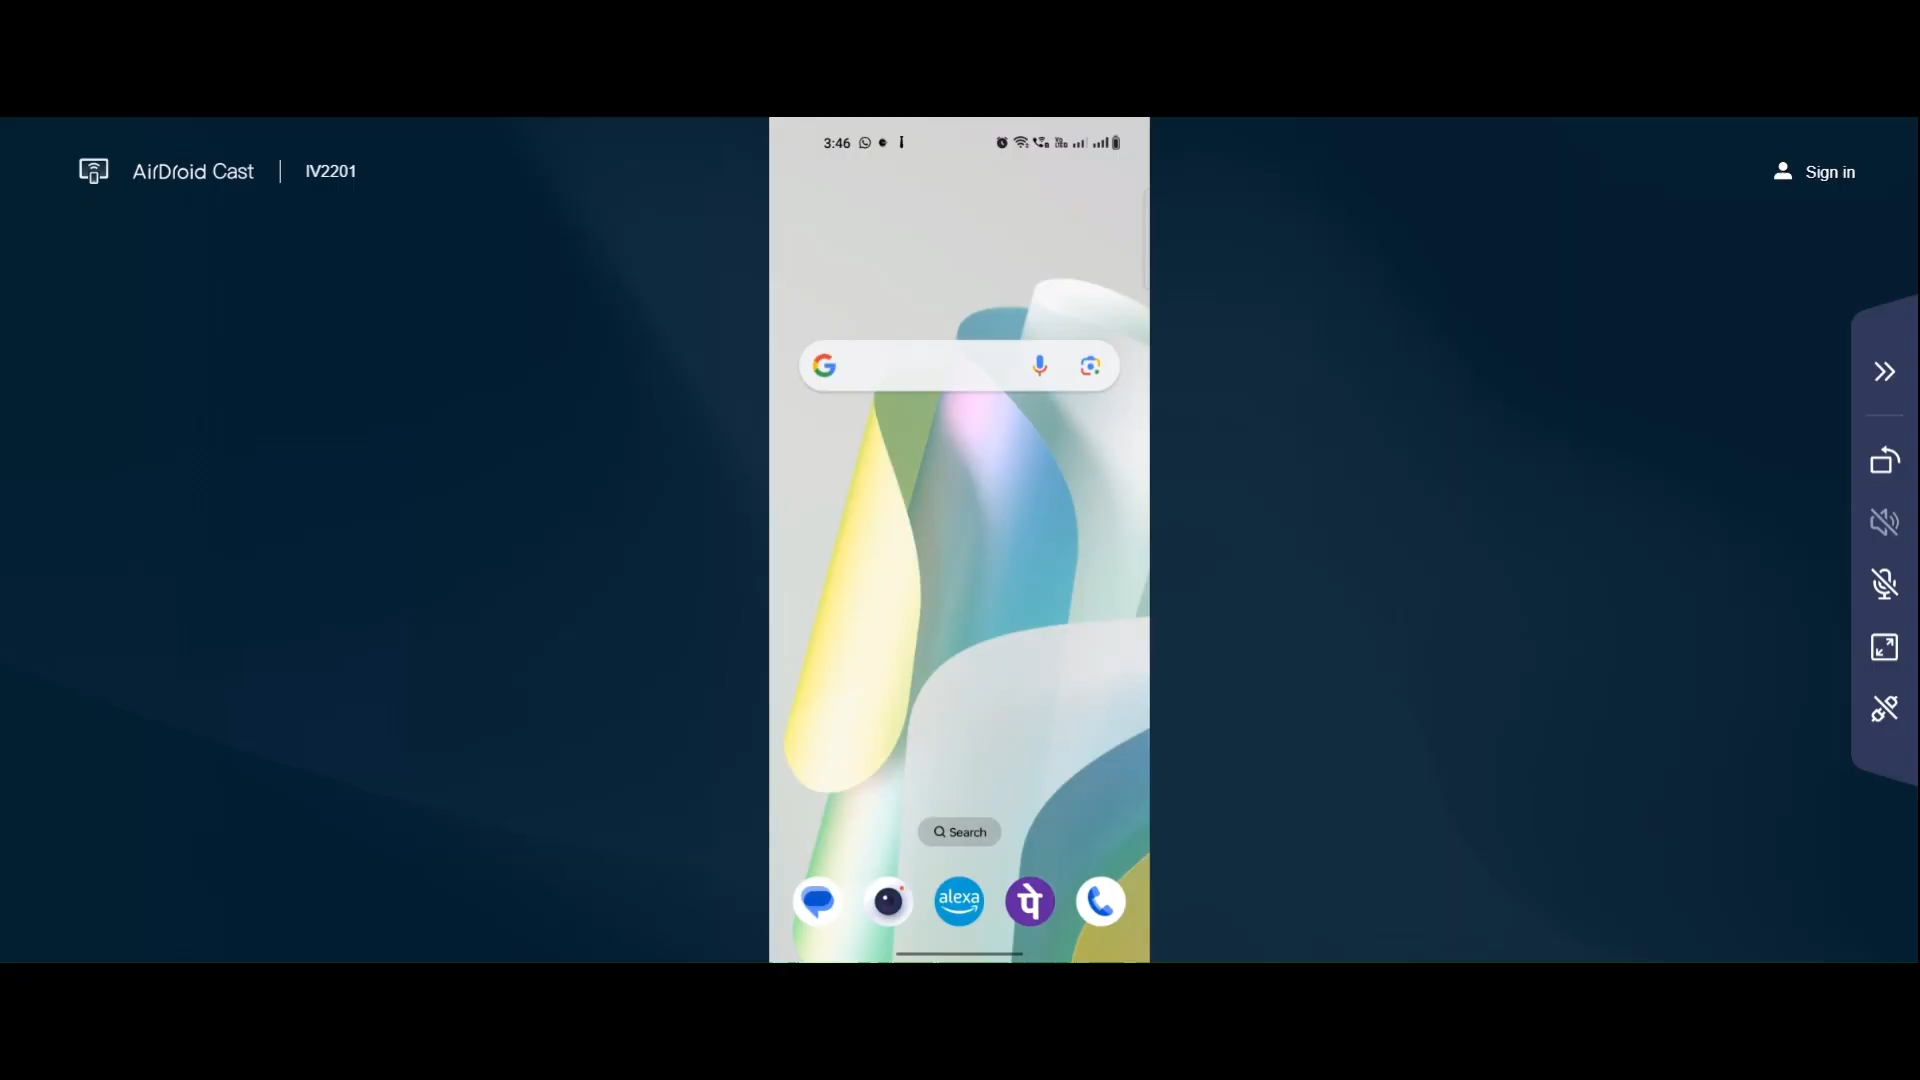 3:46
AirDroid Cast | IV2201
Sign in
Search
alexa
पे